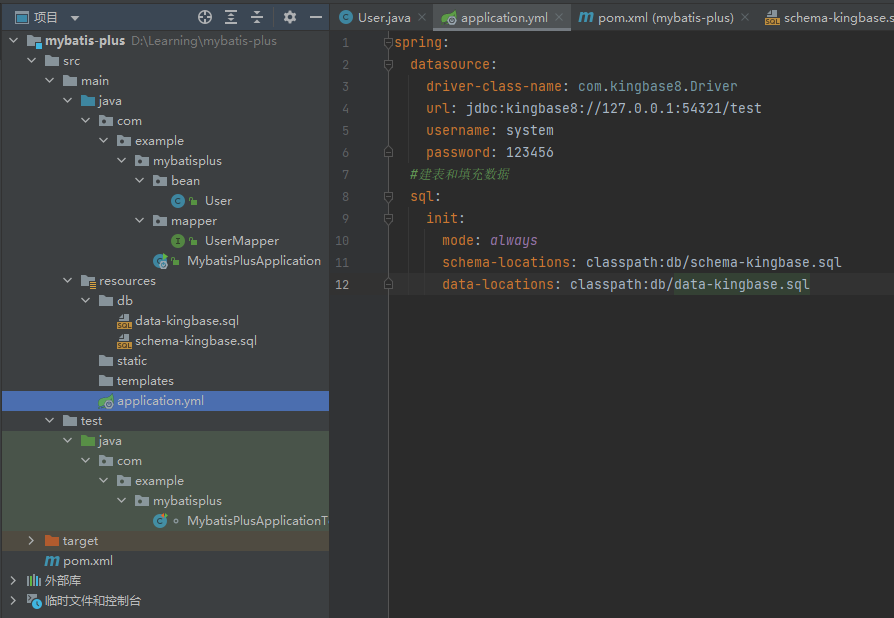 项目
mybatis-plus D:\Learning\mybatis-plus
src
main
java
com
example
mybatisplus
bean
User
mapper
UserMapper
MybatisPlusApplication
resources
db
data-kingbase.sql
schema-kingbase.sql
static
templates
application.yml
test
java
com
example
mybatisplus
MybatisPlusApplicationT
target
pom.xml
外部库
临时文件和控制台
User.java application.yml pom.xml (mybatis-plus) schema-kingbase.s
1 spring:
2 datasource:
3 driver-class-name: com.kingbase8.Driver
4 url: jdbc:kingbase8://127.0.0.1:54321/test
5 username: system
6 password: 123456
7 #建表和填充数据
8 sql:
9 init:
10 mode: always
11 schema-locations: classpath:db/schema-kingbase.sql
12 data-locations: classpath:db/data-kingbase.sql